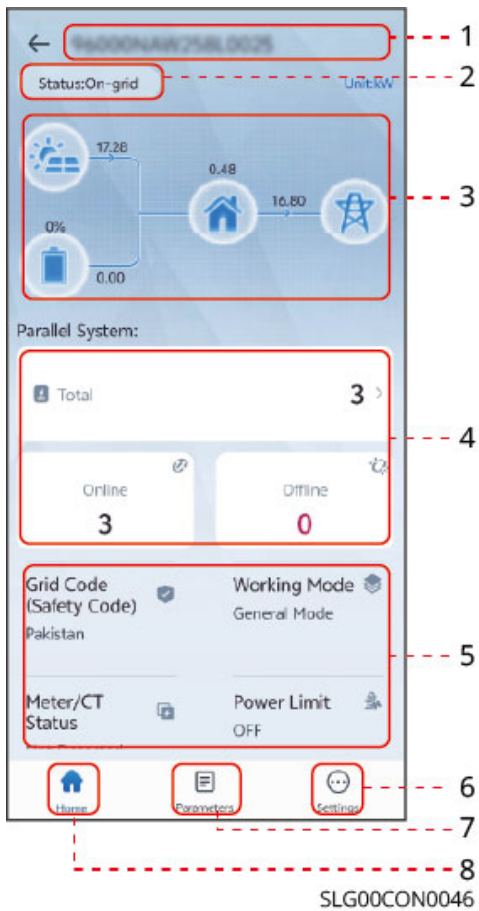 1
Status:On-grid
2
Unit:kW
17.28
0.48
16.80
3
0%
0.00
Parallel System:
Total 3
4
Online
3
Offline
0
Grid Code
(Safety Code)
Pakistan
Working Mode
General Mode
5
Meter/CT
Status
Power Limit
OFF
6
Home
Parameters
Settings
7
8
SLG00CON0046